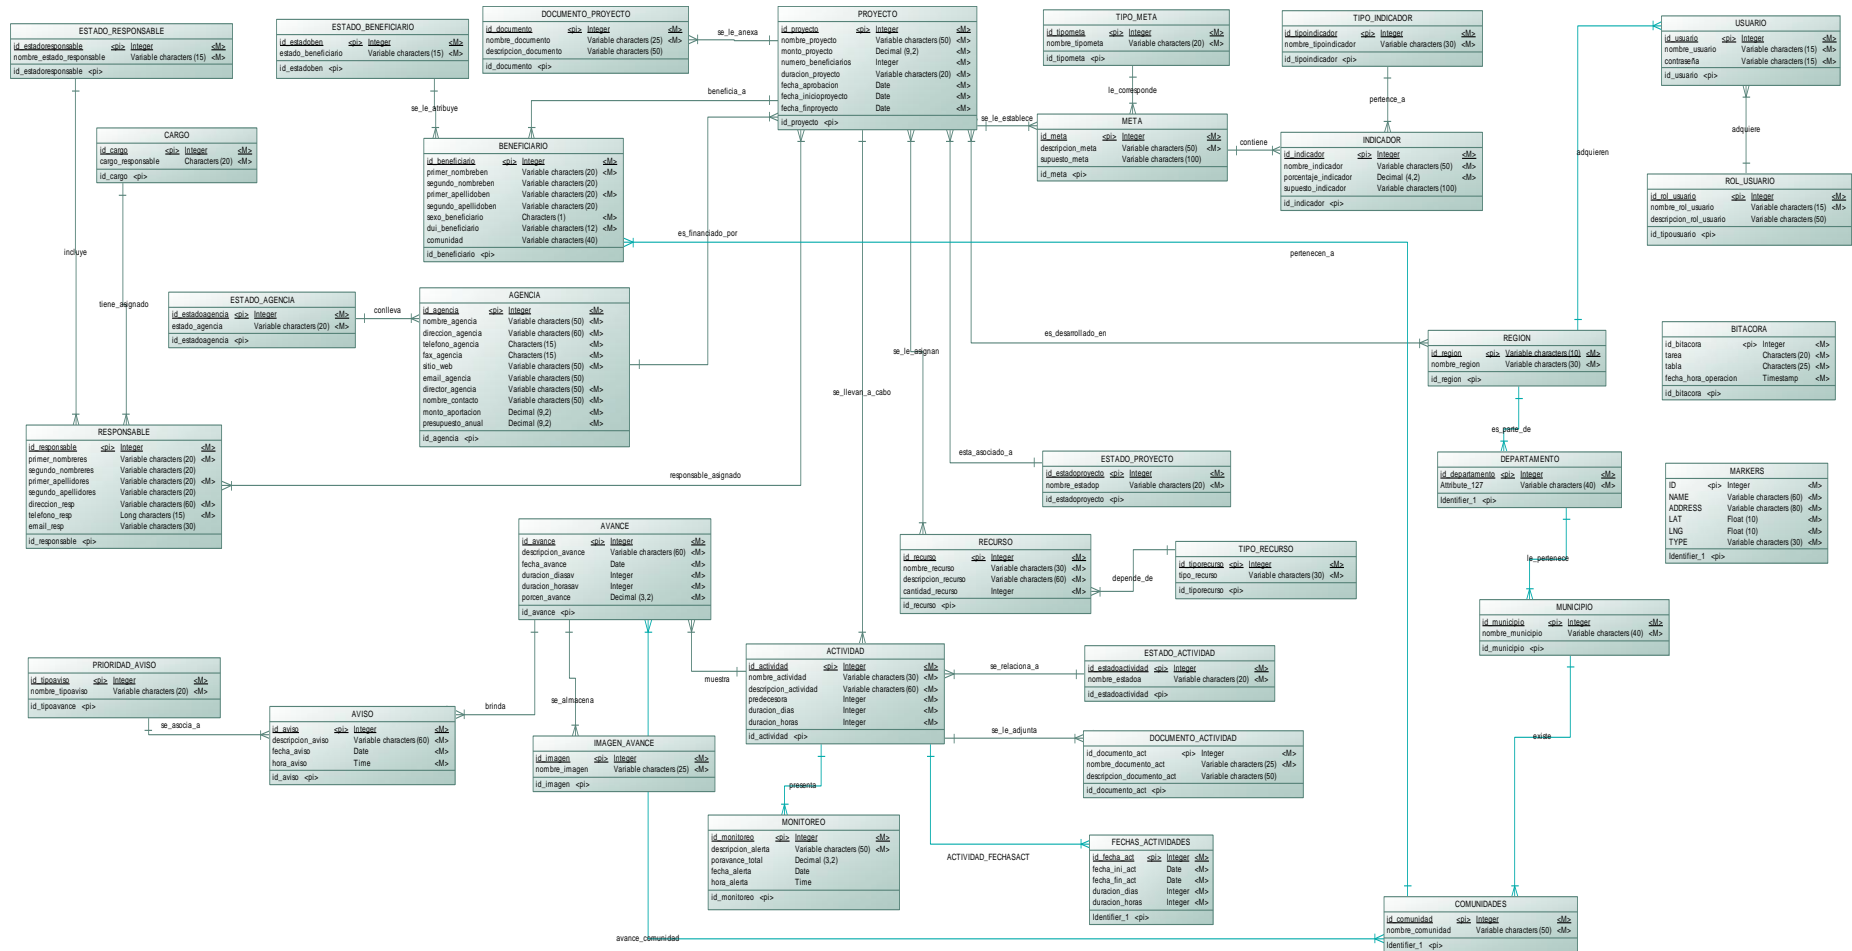 ESTADO_RESPONSABLE
id_estadoresponsable <pi> Integer <M>
nombre_estado_responsable Variable characters (15) <M>
id_estadoresponsable <pi>
ESTADO_BENEFICIARIO
id_estadoben <pi> Integer <M>
estado_beneficiario Variable characters (15) <M>
id_estadoben <pi>
DOCUMENTO_PROYECTO
id_documento <pi> Integer <M>
nombre_documento Variable characters (25) <M>
descripcion_documento Variable characters (50)
id_documento <pi>
se_le_anexa
PROYECTO
id_proyecto <pi> Integer <M>
nombre_proyecto Variable characters (50) <M>
monto_proyecto Decimal (9,2) <M>
numero_beneficiarios Integer <M>
duracion_proyecto Variable characters (20) <M>
fecha_aprobacion Date <M>
fecha_inicioproyecto Date <M>
fecha_finproyecto Date <M>
id_proyecto <pi>
TIPO_META
id_tipometa <pi> Integer <M>
nombre_tipometa Variable characters (20) <M>
id_tipometa <pi>
TIPO_INDICADOR
id_tipoindicador <pi> Integer <M>
nombre_tipoindicador Variable characters (30) <M>
id_tipoindicador <pi>
USUARIO
id_usuario <pi> Integer <M>
nombre_usuario Variable characters (15) <M>
contraseña Variable characters (15) <M>
id_usuario <pi>
se_le_atribuye
beneficia_a
le_corresponde
pertence_a
se_le_establece
adquiere
adquieren
CARGO
id_cargo <pi> Integer <M>
cargo_responsable Characters (20) <M>
id_cargo <pi>
BENEFICIARIO
id_beneficiario <pi> Integer <M>
primer_nombreben Variable characters (20) <M>
segundo_nombreben Variable characters (20)
primer_apellidoben Variable characters (20) <M>
segundo_apellidoben Variable characters (20)
sexo_beneficiario Characters (1) <M>
dui_beneficiario Variable characters (12) <M>
comunidad Variable characters (40)
id_beneficiario <pi>
META
id_meta <pi> Integer <M>
descripcion_meta Variable characters (50) <M>
supuesto_meta Variable characters (100)
id_meta <pi>
contiene
INDICADOR
id_indicador <pi> Integer <M>
nombre_indicador Variable characters (50) <M>
porcentaje_indicador Decimal (4,2) <M>
supuesto_indicador Variable characters (100)
id_indicador <pi>
ROL_USUARIO
id_rol_usuario <pi> Integer <M>
nombre_rol_usuario Variable characters (15) <M>
descripcion_rol_usuario Variable characters (50)
id_tipousuario <pi>
incluye
tiene_asignado
es_financiado_por
pertenecen_a
ESTADO_AGENCIA
id_estadoagencia <pi> Integer <M>
estado_agencia Variable characters (20) <M>
id_estadoagencia <pi>
conlleva
AGENCIA
id_agencia <pi> Integer <M>
nombre_agencia Variable characters (50) <M>
direccion_agencia Variable characters (60) <M>
telefono_agencia Characters (15) <M>
fax_agencia Characters (15) <M>
sitio_web Variable characters (50)
email_agencia Variable characters (50)
director_agencia Variable characters (50) <M>
nombre_contacto Variable characters (50) <M>
monto_aportacion Decimal (9,2) <M>
presupuesto_anual Decimal (9,2) <M>
id_agencia <pi>
se_le_asignan
se_llevan_a_cabo
es_desarrollado_en
REGION
id_region <pi> Variable characters (10) <M>
nombre_region Variable characters (30) <M>
id_region <pi>
BITACORA
id_bitacora <pi> Integer <M>
tarea Characters (20) <M>
tabla Characters (25) <M>
fecha_hora_operacion Timestamp <M>
id_bitacora <pi>
es_parte_de
RESPONSABLE
id_responsable <pi> Integer <M>
primer_nombreres Variable characters (20) <M>
segundo_nombreres Variable characters (20)
primer_apellidores Variable characters (20) <M>
segundo_apellidores Variable characters (20)
direccion_resp Variable characters (60) <M>
telefono_resp Long characters (15) <M>
email_resp Variable characters (30)
id_responsable <pi>
responsable_asignado
esta_asociado_a
ESTADO_PROYECTO
id_estadoproyecto <pi> Integer <M>
nombre_estadop Variable characters (20) <M>
id_estadoproyecto <pi>
DEPARTAMENTO
id_departamento <pi> Integer <M>
Attribute_127 Variable characters (40) <M>
Identifier_1 <pi>
MARKERS
ID <pi> Integer <M>
NAME Variable characters (60) <M>
ADDRESS Variable characters (80) <M>
LAT Float (10) <M>
LNG Float (10) <M>
TYPE Variable characters (30) <M>
Identifier_1 <pi>
AVANCE
id_avance <pi> Integer <M>
descripcion_avance Variable characters (60) <M>
fecha_avance Date <M>
duracion_diasav Integer <M>
duracion_horasav Integer <M>
porcen_avance Decimal (3,2) <M>
id_avance <pi>
RECURSO
id_recurso <pi> Integer <M>
nombre_recurso Variable characters (30) <M>
descripcion_recurso Variable characters (60) <M>
cantidad_recurso Integer <M>
id_recurso <pi>
depende_de
TIPO_RECURSO
id_tiporecurso <pi> Integer <M>
tipo_recurso Variable characters (30) <M>
id_tiporecurso <pi>
le_pertenece
MUNICIPIO
id_municipio <pi> Integer <M>
nombre_municipio Variable characters (40) <M>
id_municipio <pi>
PRIORIDAD_AVISO
id_tipoaviso <pi> Integer <M>
nombre_tipoaviso Variable characters (20) <M>
id_tipoavance <pi>
se_asocia_a
AVISO
id_aviso <pi> Integer <M>
descripcion_aviso Variable characters (60) <M>
fecha_aviso Date <M>
hora_aviso Time <M>
id_aviso <pi>
brinda
se_almacena
muestra
ACTIVIDAD
id_actividad <pi> Integer <M>
nombre_actividad Variable characters (30) <M>
descripcion_actividad Variable characters (60) <M>
predecesora Integer <M>
duracion_dias Integer <M>
duracion_horas Integer <M>
id_actividad <pi>
se_relaciona_a
ESTADO_ACTIVIDAD
id_estadoactividad <pi> Integer <M>
nombre_estadoa Variable characters (20) <M>
id_estadoactividad <pi>
se_le_adjunta
DOCUMENTO_ACTIVIDAD
id_documento_act <pi> Integer <M>
nombre_documento_act Variable characters (25) <M>
descripcion_documento_act Variable characters (50)
id_documento_act <pi>
IMAGEN_AVANCE
id_imagen <pi> Integer <M>
nombre_imagen Variable characters (25) <M>
id_imagen <pi>
existe
presenta
MONITOREO
id_monitoreo <pi> Integer <M>
descripcion_alerta Variable characters (50) <M>
poravance_total Decimal (3,2)
fecha_alerta Date
hora_alerta Time
id_monitoreo <pi>
ACTIVIDAD_FECHASACT
FECHAS_ACTIVIDADES
id_fecha_act <pi> Integer <M>
fecha_ini_act Date <M>
fecha_fin_act Date <M>
duracion_dias Integer <M>
duracion_horas Integer <M>
Identifier_1 <pi>
avance_comunidad
COMUNIDADES
id_comunidad <pi> Integer <M>
nombre_comunidad Variable characters (50) <M>
Identifier_1 <pi>